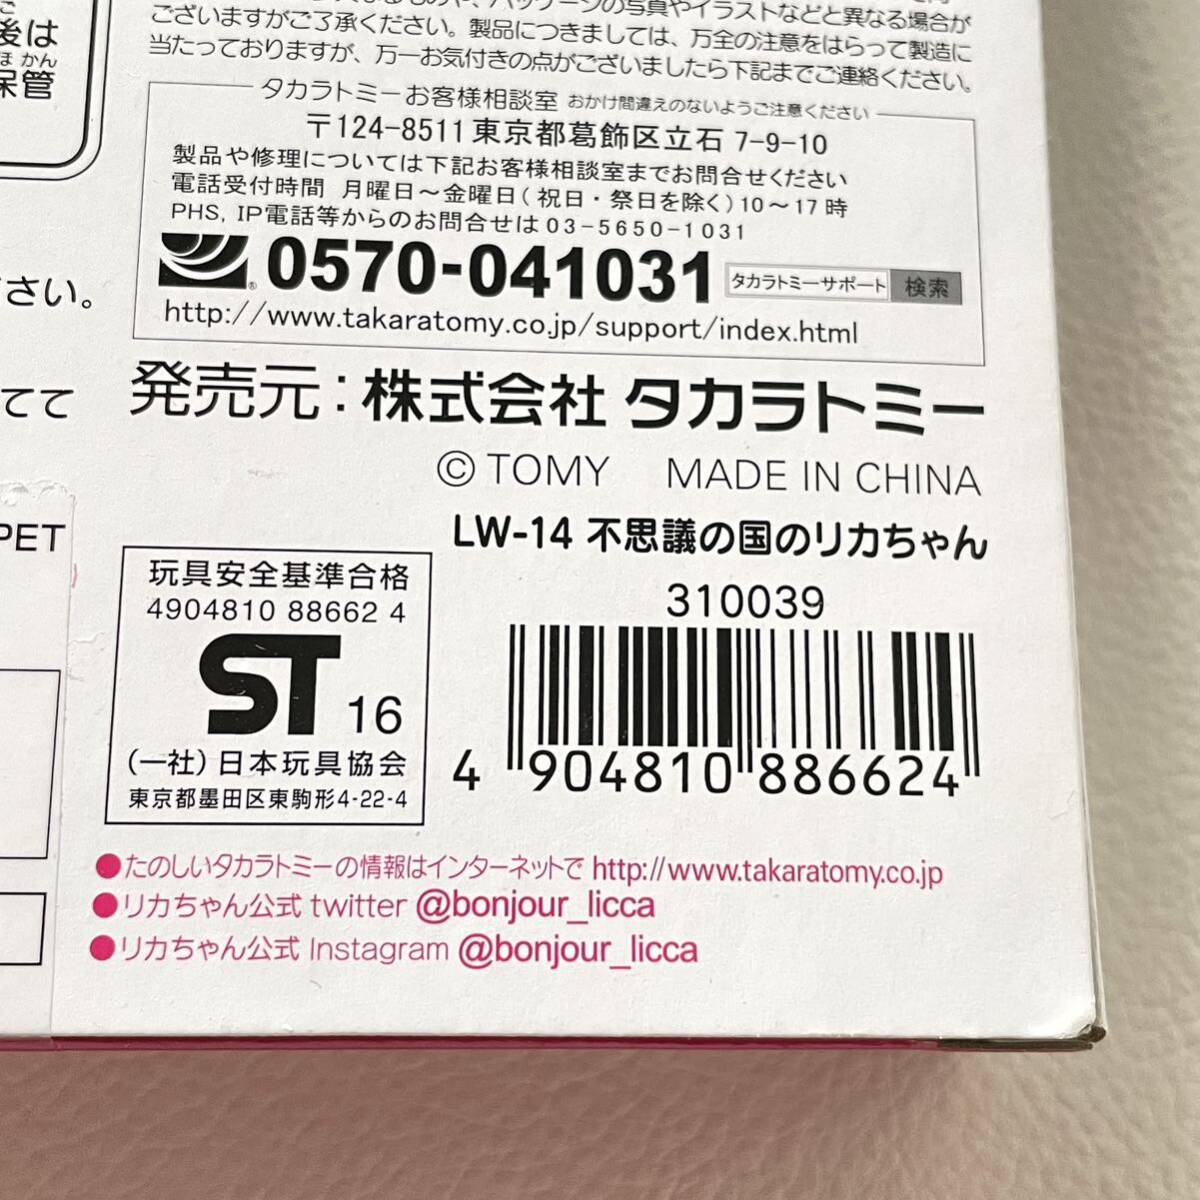 後は
ほかん
保管
ださい。
てて
PET
ございますがご了承ください。製品につきましては、万全の注意をはらって製造に
当たっておりますが、万一お気付きの点がございましたら下記までご連絡ください。
タカラトミーお客様相談室 おかけ間違えのないようご注意ください
〒124-8511 東京都葛飾区立石 7-9-10
製品や修理については下記お客様相談室までお問合せください
電話受付時間 月曜日〜金曜日(祝日・祭日を除く)10〜17時
PHS, IP電話等からのお問合せは 03-5650-1031
0570-041031 タカラトミーサポート 検索
http://www.takaratomy.co.jp/support/index.html
発売元：株式会社 タカラトミー
© TOMY MADE IN CHINA
LW-14 不思議の国のリカちゃん
310039
4 904810 886624
玩具安全基準合格
4904810 88662 4
ST 16
(一社)日本玩具協会
東京都墨田区東駒形4-22-4
●たのしいタカラトミーの情報はインターネットで http://www.takaratomy.co.jp
●リカちゃん公式 twitter @bonjour_licca
●リカちゃん公式 Instagram @bonjour_licca